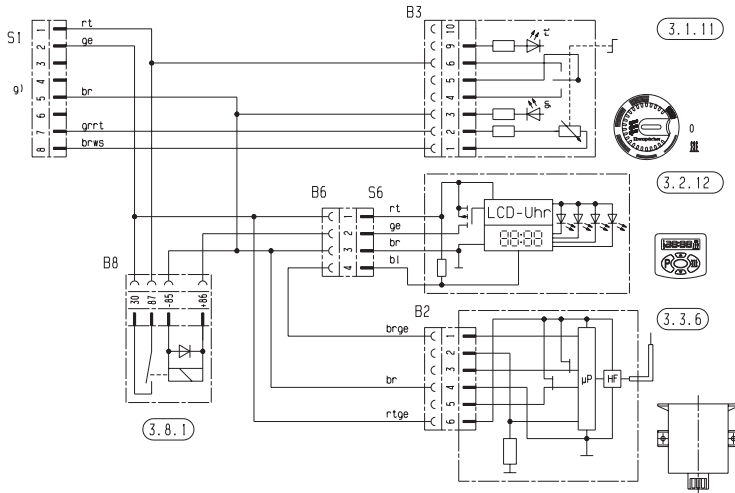 S1
g)
1
2
3
4
5
6
7
8
rt
ge
br
grrt
brws
B3
10
9
6
5
4
3
2
1
3.1.11
Eberspächer
0
B6
S6
1
2
3
4
rt
ge
br
bl
LCD-Uhr
88:88
3.2.12
P
B8
30
87
-85
+86
3.8.1
B2
1
2
3
4
5
6
brge
br
rtge
µP
HF
3.3.6